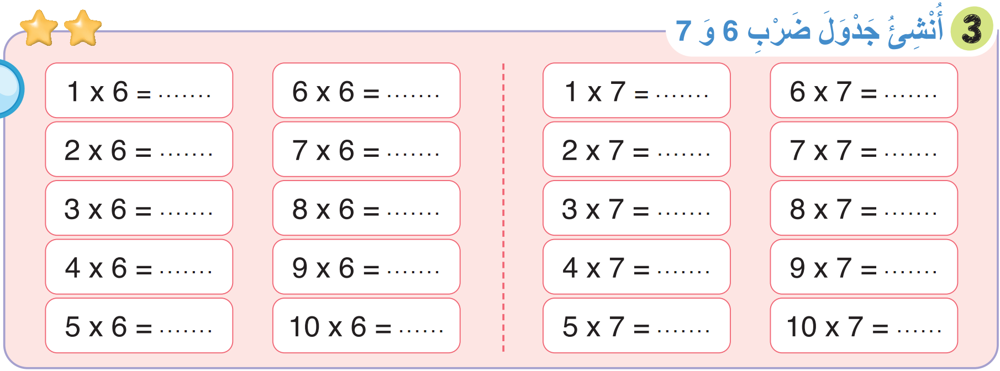 3 أُنْشِئُ جَدْوَلَ ضَرْبِ 6 وَ 7
1 x 6 = ....... 6 x 6 = ....... 1 x 7 = ....... 6 x 7 = .......
2 x 6 = ....... 7 x 6 = ....... 2 x 7 = ....... 7 x 7 = .......
3 x 6 = ....... 8 x 6 = ....... 3 x 7 = ....... 8 x 7 = .......
4 x 6 = ....... 9 x 6 = ....... 4 x 7 = ....... 9 x 7 = .......
5 x 6 = ....... 10 x 6 = ...... 5 x 7 = ....... 10 x 7 = ......